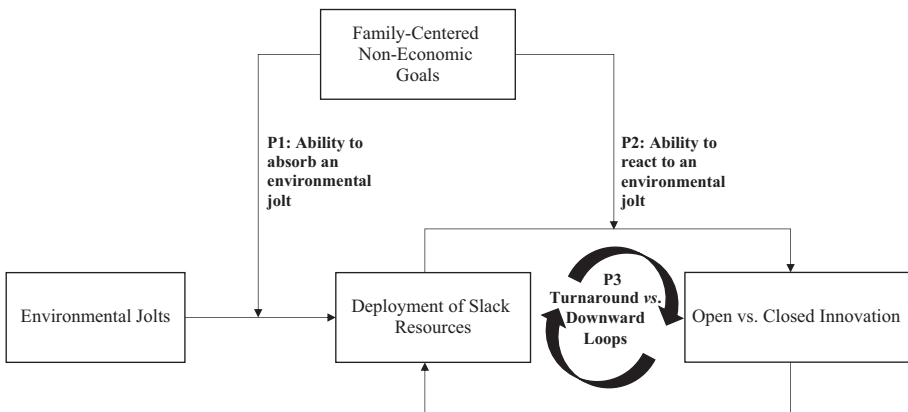 Family-Centered
Non-Economic
Goals
P1: Ability to
absorb an
environmental
jolt
P2: Ability to
react to an
environmental
jolt
Environmental Jolts
Deployment of Slack
Resources
P3
Turnaround vs.
Downward
Loops
Open vs. Closed Innovation